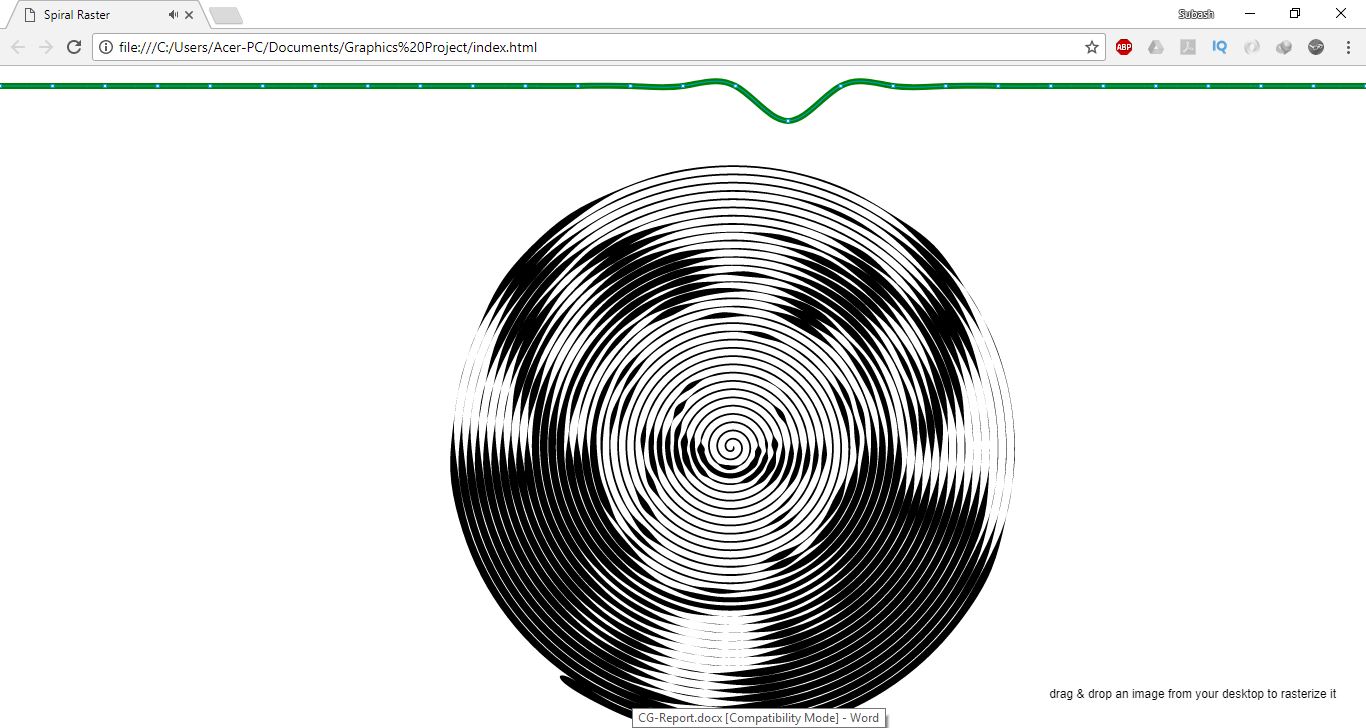 Spiral Raster
Subash
file:///C:/Users/Acer-PC/Documents/Graphics%20Project/index.html
ABP
IQ
drag & drop an image from your desktop to rasterize it
CG-Report.docx [Compatibility Mode] - Word